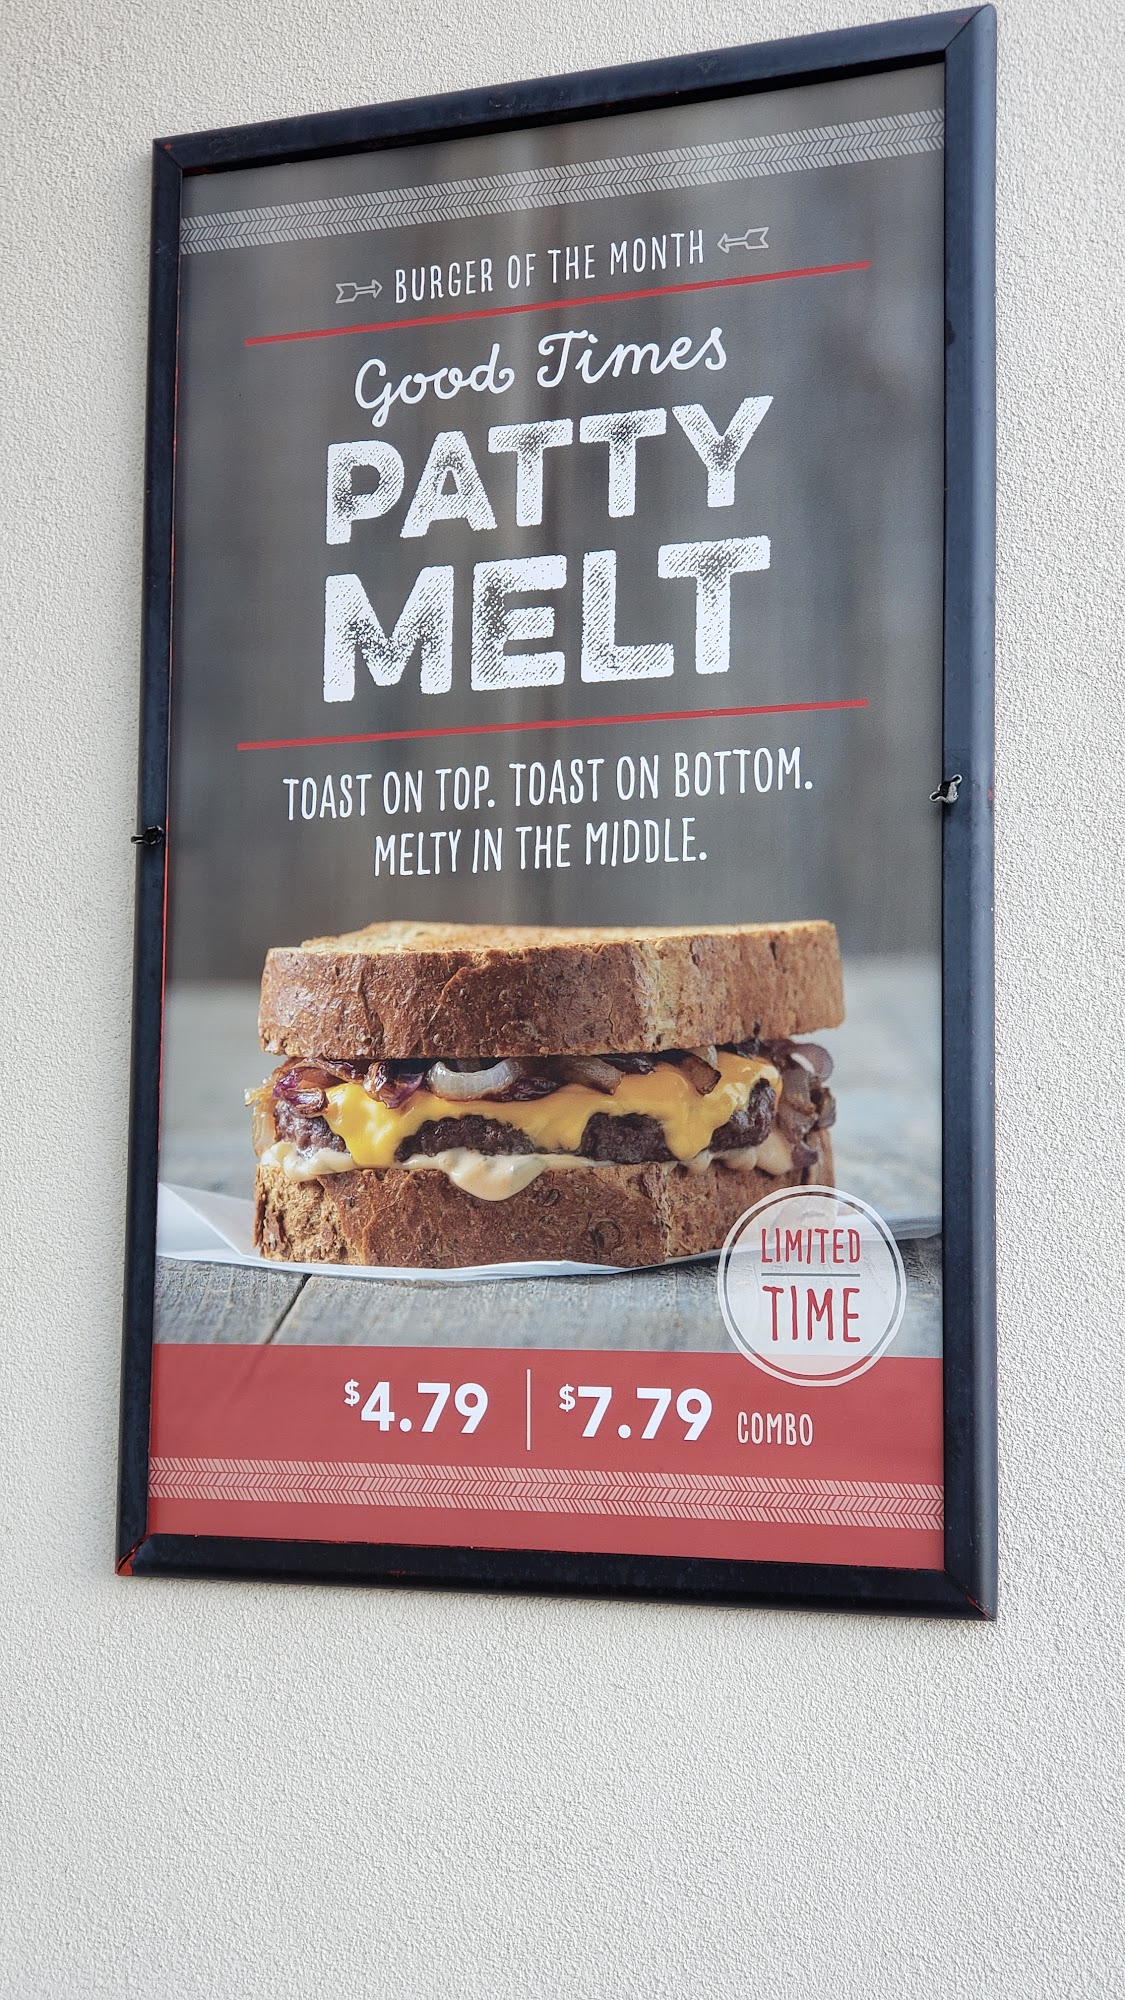 BURGER OF THE MONTH
Good Times
PATTY
MELT
TOAST ON TOP. TOAST ON BOTTOM.
MELTY IN THE MIDDLE.
LIMITED
TIME
$4.79 | $7.79 COMBO